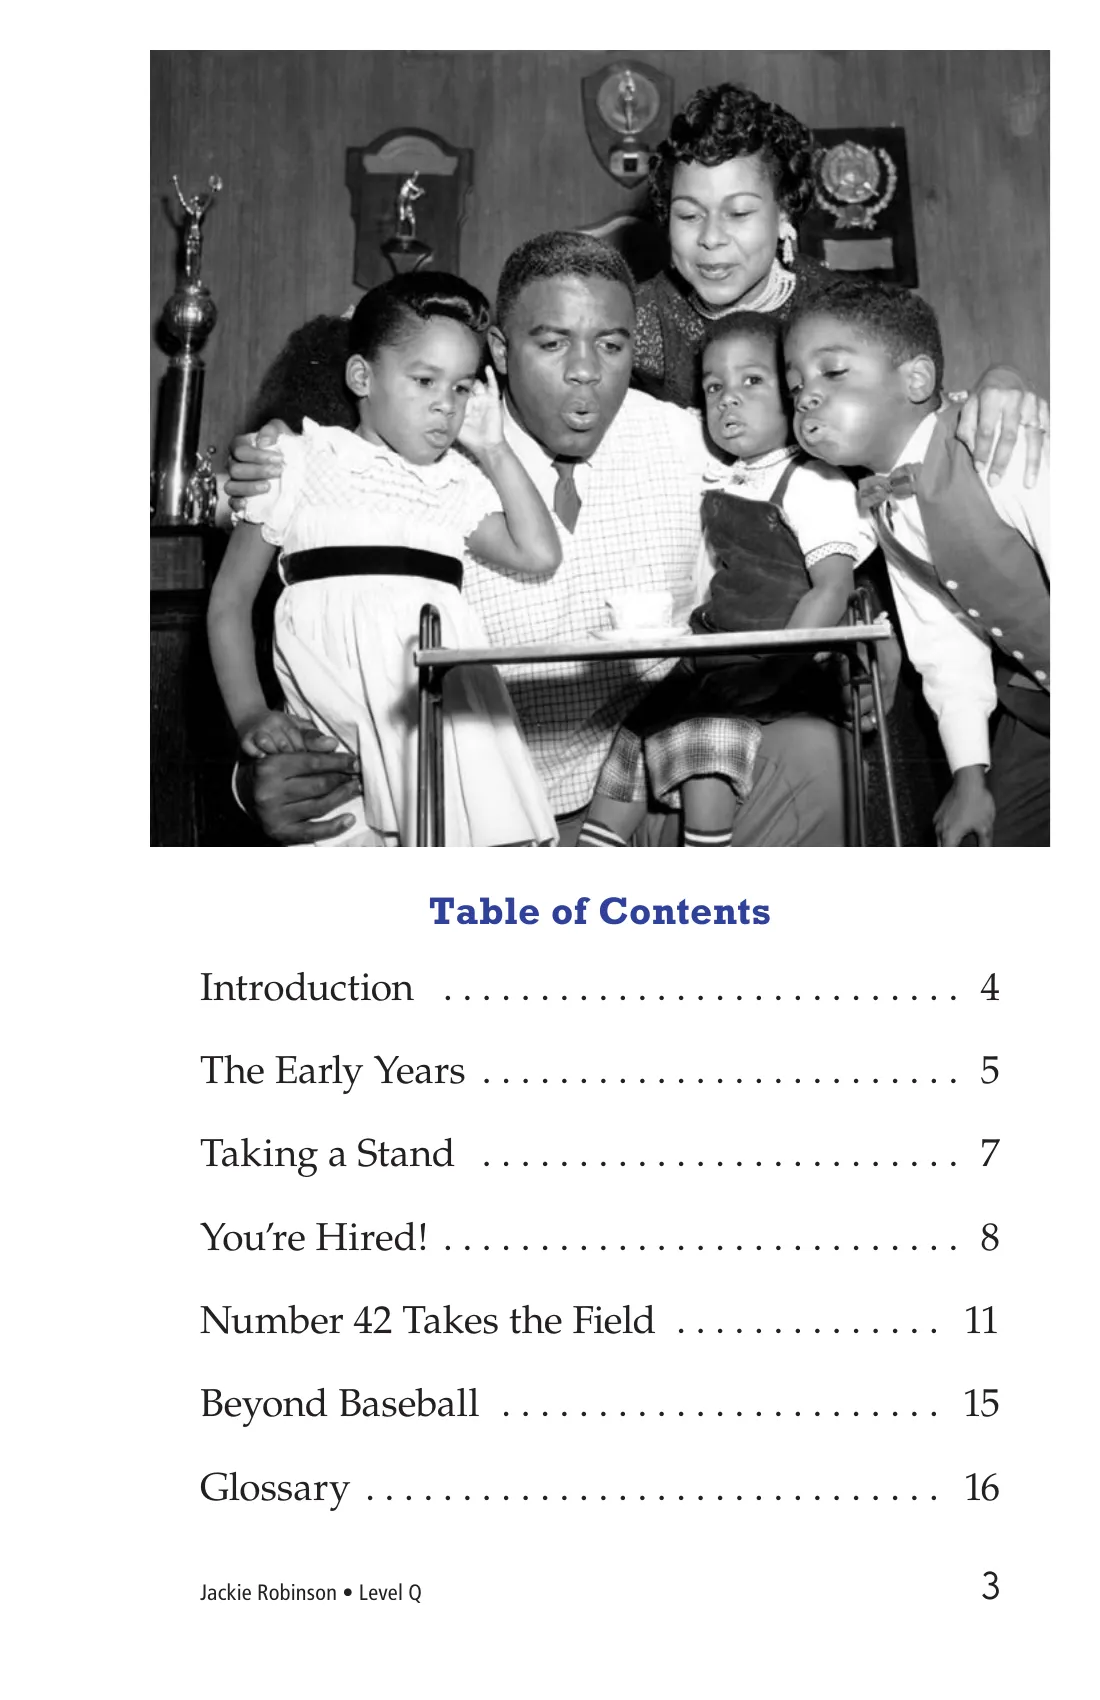 Table of Contents
Introduction . . . . . . . . . . . . . . . . . . . . . . . . . . . 4
The Early Years . . . . . . . . . . . . . . . . . . . . . . . . . 5
Taking a Stand . . . . . . . . . . . . . . . . . . . . . . . . . 7
You’re Hired! . . . . . . . . . . . . . . . . . . . . . . . . . . . 8
Number 42 Takes the Field . . . . . . . . . . . . . . 11
Beyond Baseball . . . . . . . . . . . . . . . . . . . . . . . 15
Glossary . . . . . . . . . . . . . . . . . . . . . . . . . . . . . . 16
Jackie Robinson • Level Q 3